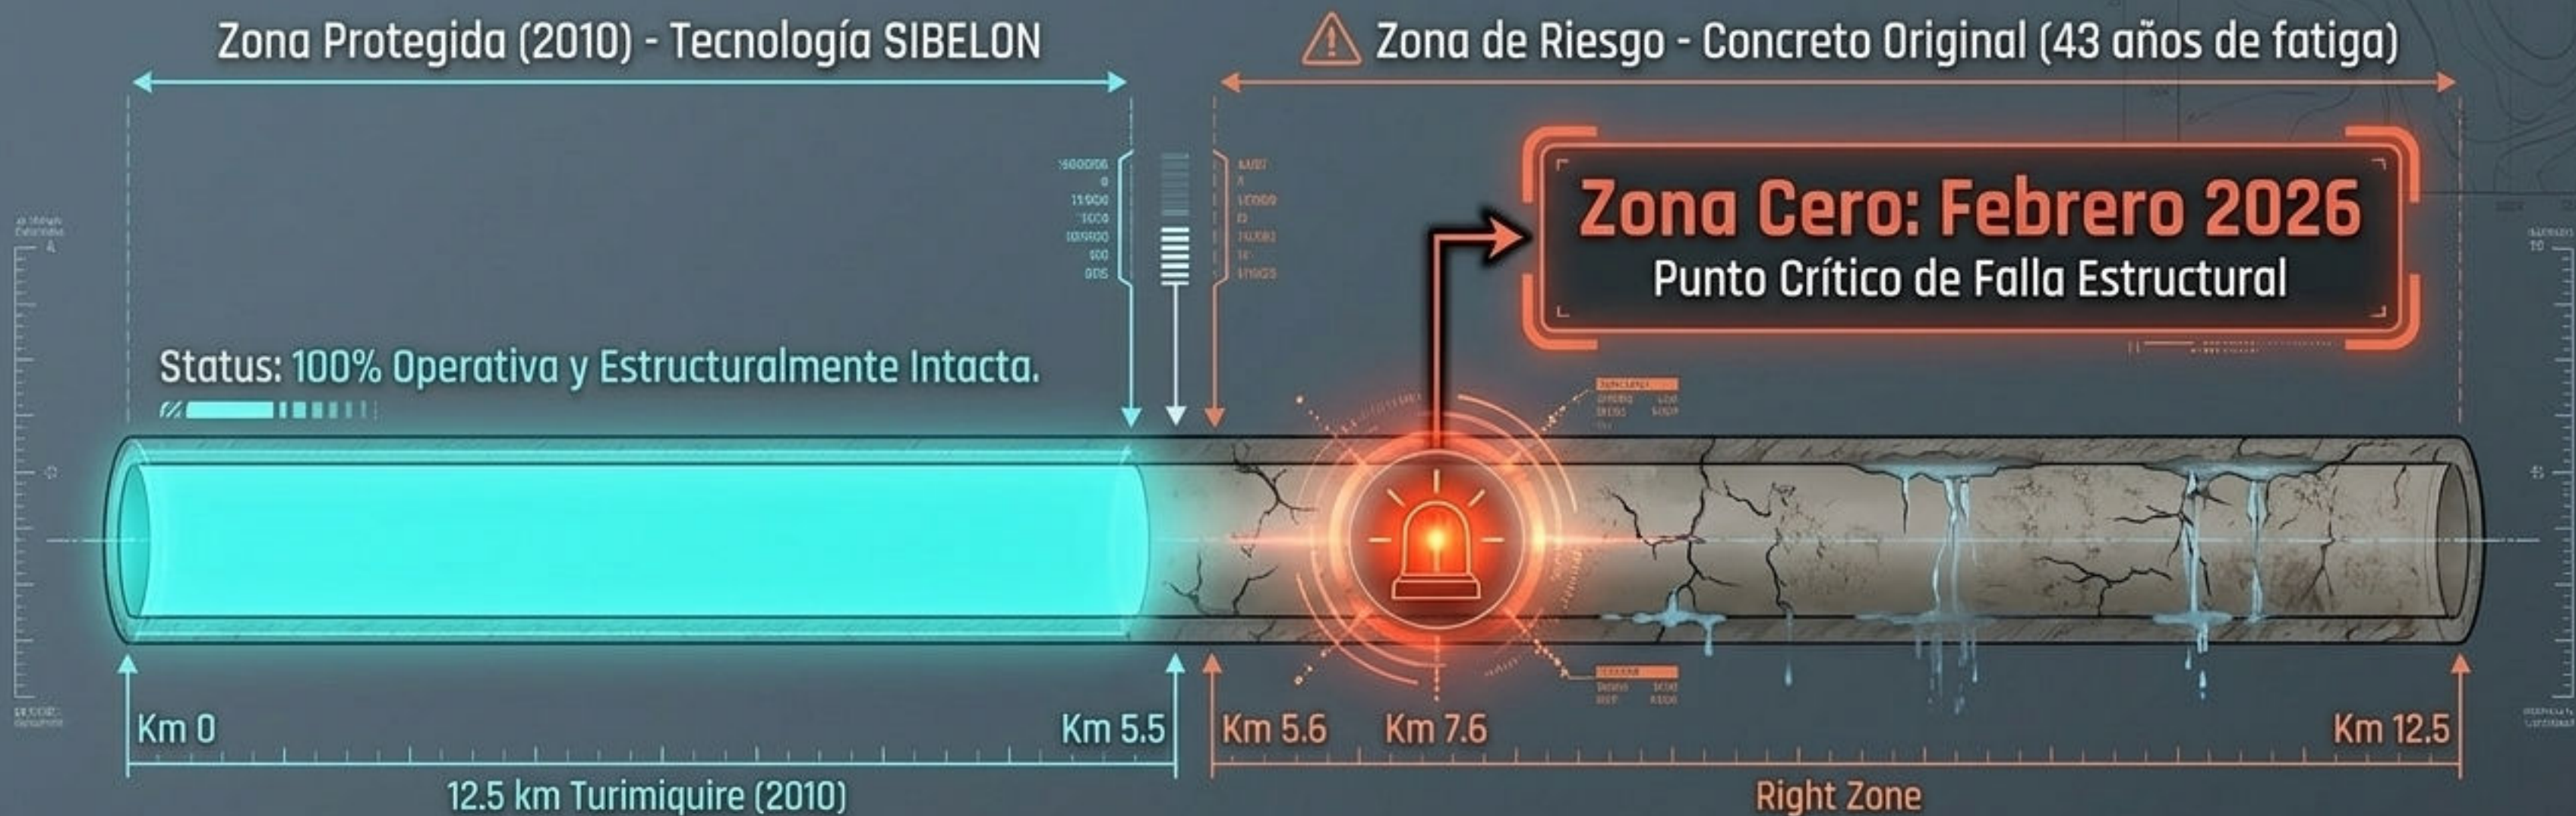 Zona Protegida (2010) - Tecnología SIBELON
Zona de Riesgo - Concreto Original (43 años de fatiga)
Zona Cero: Febrero 2026
Punto Crítico de Falla Estructural
Status: 100% Operativa y Estructuralmente Intacta.
Km 0
Km 5.5
Km 5.6
Km 7.6
Km 12.5
12.5 km Turimiquire (2010)
Right Zone